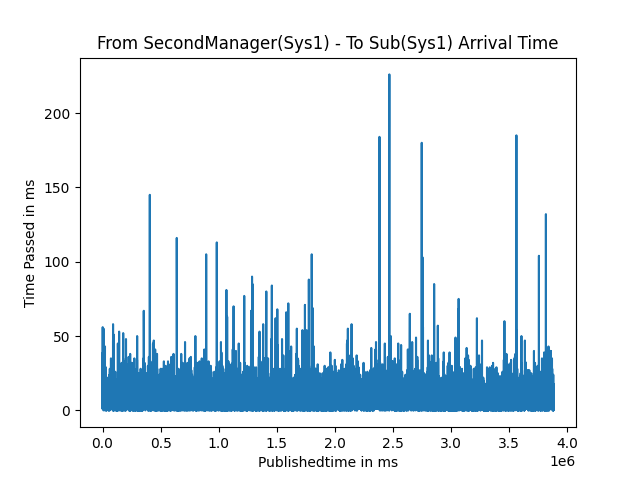 From SecondManager(Sys1) - To Sub(Sys1) Arrival Time
Time Passed in ms
200
150
100
50
0
0.0 0.5 1.0 1.5 2.0 2.5 3.0 3.5 4.0
1e6
Publishedtime in ms